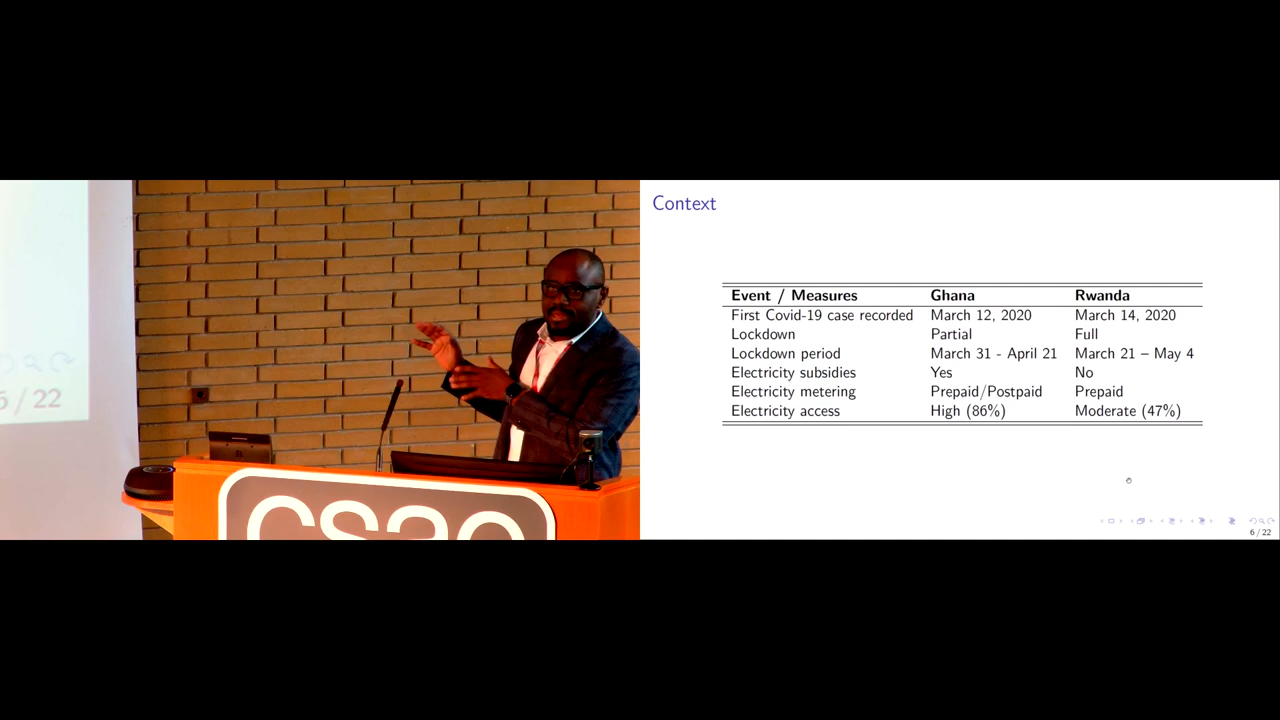 5 / 22
csae
Context
Event / Measures Ghana Rwanda
First Covid-19 case recorded March 12, 2020 March 14, 2020
Lockdown Partial Full
Lockdown period March 31 - April 21 March 21 – May 4
Electricity subsidies Yes No
Electricity metering Prepaid/Postpaid Prepaid
Electricity access High (86%) Moderate (47%)
6 / 22